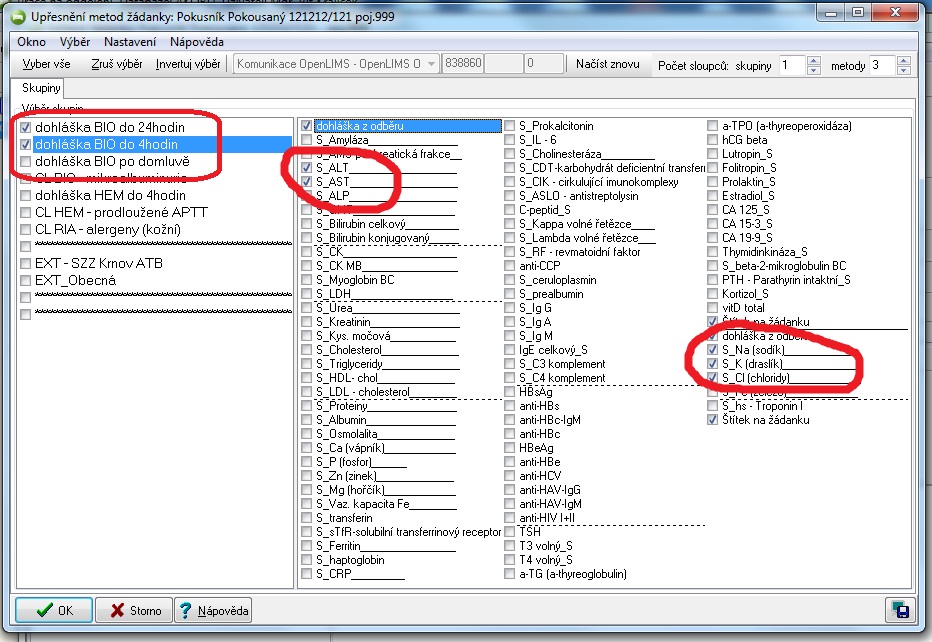 Upřesnění metod žádanky: Pokusník Pokousaný 121212/121 poj.999
Okno Výběr Nastavení Nápověda
Vyber vše Zruš výběr Invertuj výběr Komunikace OpenLIMS - OpenLIMS O 838860 0 Načíst znovu Počet sloupců: skupiny 1 metody 3
Skupiny
Výběr skupin
dohláška BIO do 24hodin
dohláška BIO do 4hodin
dohláška BIO po domluvě
CL BIO - mikroalbuminurie
dohláška HEM do 4hodin
CL HEM - prodloužené APTT
CL RIA - alergeny (kožní)
EXT - SZZ Krnov ATB
EXT_Obecná
dohláška z odběru
S_Amyláza
S_AMS pankreatická frakce
S_ALT
S_AST
S_ALP
S_GMT
S_Bilirubin celkový
S_Bilirubin konjugovaný
S_CK
S_CK MB
S_Myoglobin BC
S_LDH
S_Urea
S_Kreatinin
S_Kys. močová
S_Cholesterol
S_Triglyceridy
S_HDL- chol
S_LDL - cholesterol
S_Proteiny
S_Albumin
S_Osmolalita
S_Ca (vápník)
S_P (fosfor)
S_Zn (zinek)
S_Mg (hořčík)
S_Vaz. kapacita Fe
S_transferin
S_sTfR-solubilní transferrinový receptor
S_Ferritin
S_haptoglobin
S_CRP
S_Prokalcitonin
S_IL - 6
S_Cholinesteráza
S_CDT-karbohydrát deficientní transfer
S_CIK - cirkulující imunokomplexy
S_ASLO - antistreptolysin
C-peptid_S
S_Kappa volné řetězce
S_Lambda volné řetězce
S_RF - revmatoidní faktor
anti-CCP
S_ceruloplasmin
S_prealbumin
S_Ig G
S_Ig A
S_Ig M
IgE celkový_S
S_C3 komplement
S_C4 komplement
HBsAg
anti-HBs
anti-HBc-IgM
anti-HBc
HBeAg
anti-HBe
anti-HCV
anti-HAV-IgG
anti-HAV-IgM
anti-HIV I+II
TSH
T3 volný_S
T4 volný_S
a-TG (a-thyreoglobulin)
a-TPO (a-thyreoperoxidáza)
hCG beta
Lutropin_S
Folitropin_S
Prolaktin_S
Estradiol_S
CA 125_S
CA 15-3_S
CA 19-9_S
Thymidinkináza_S
S_beta-2-mikroglobulin BC
PTH - Parathyrin intaktní_S
Kortizol_S
vitD total
Štítek na žádanku
dohláška z odběru
S_Na (sodík)
S_K (draslík)
S_Cl (chloridy)
S_Fe (železo)
S_hs - Troponin I
Štítek na žádanku
OK Storno Nápověda